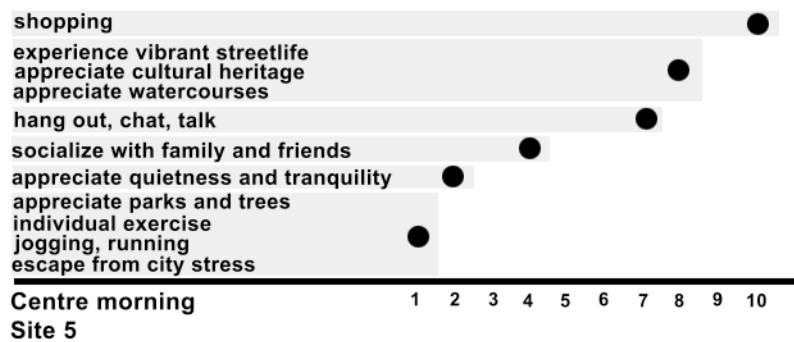 shopping
experience vibrant streetlife
appreciate cultural heritage
appreciate watercourses
hang out, chat, talk
socialize with family and friends
appreciate quietness and tranquility
appreciate parks and trees
individual exercise
jogging, running
escape from city stress
Centre morning 1 2 3 4 5 6 7 8 9 10
Site 5